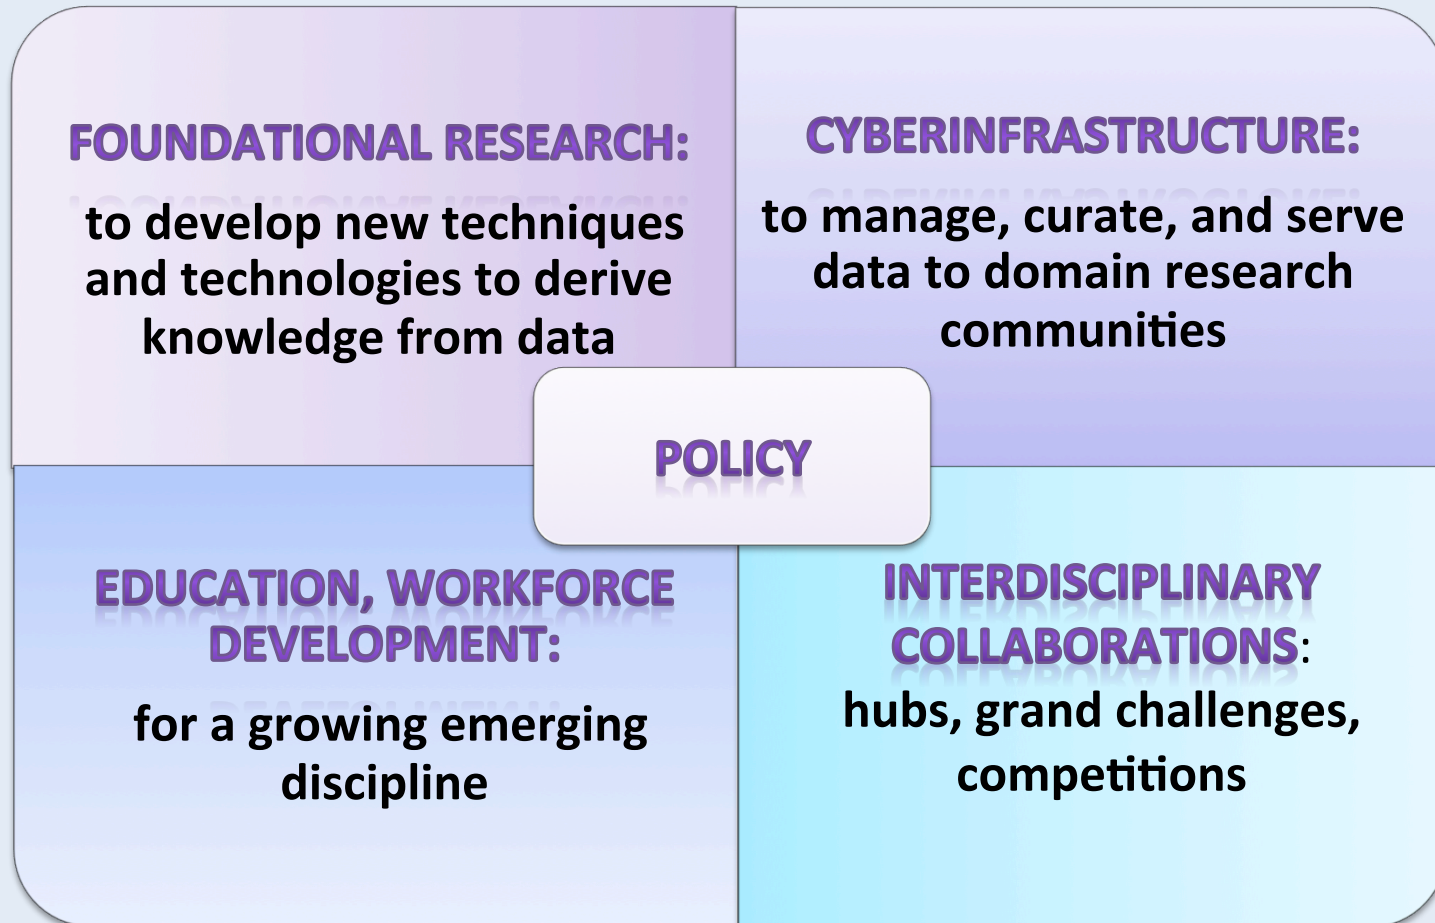 FOUNDATIONAL RESEARCH:
to develop new techniques
and technologies to derive
knowledge from data
CYBERINFRASTRUCTURE:
to manage, curate, and serve
data to domain research
communities
POLICY
EDUCATION, WORKFORCE
DEVELOPMENT:
for a growing emerging
discipline
INTERDISCIPLINARY
COLLABORATIONS:
hubs, grand challenges,
competitions